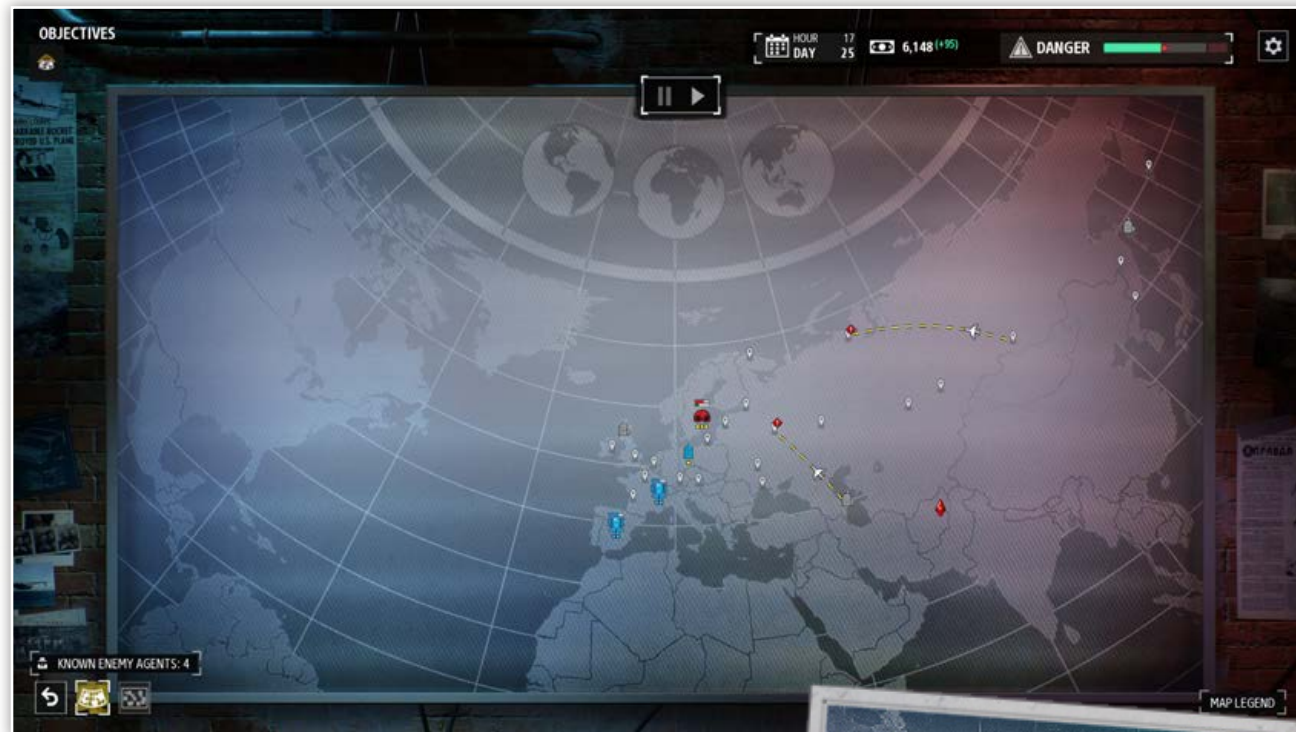 OBJECTIVES
HOUR 17
DAY 25
6,148 (+95)
DANGER
KNOWN ENEMY AGENTS: 4
MAP LEGEND